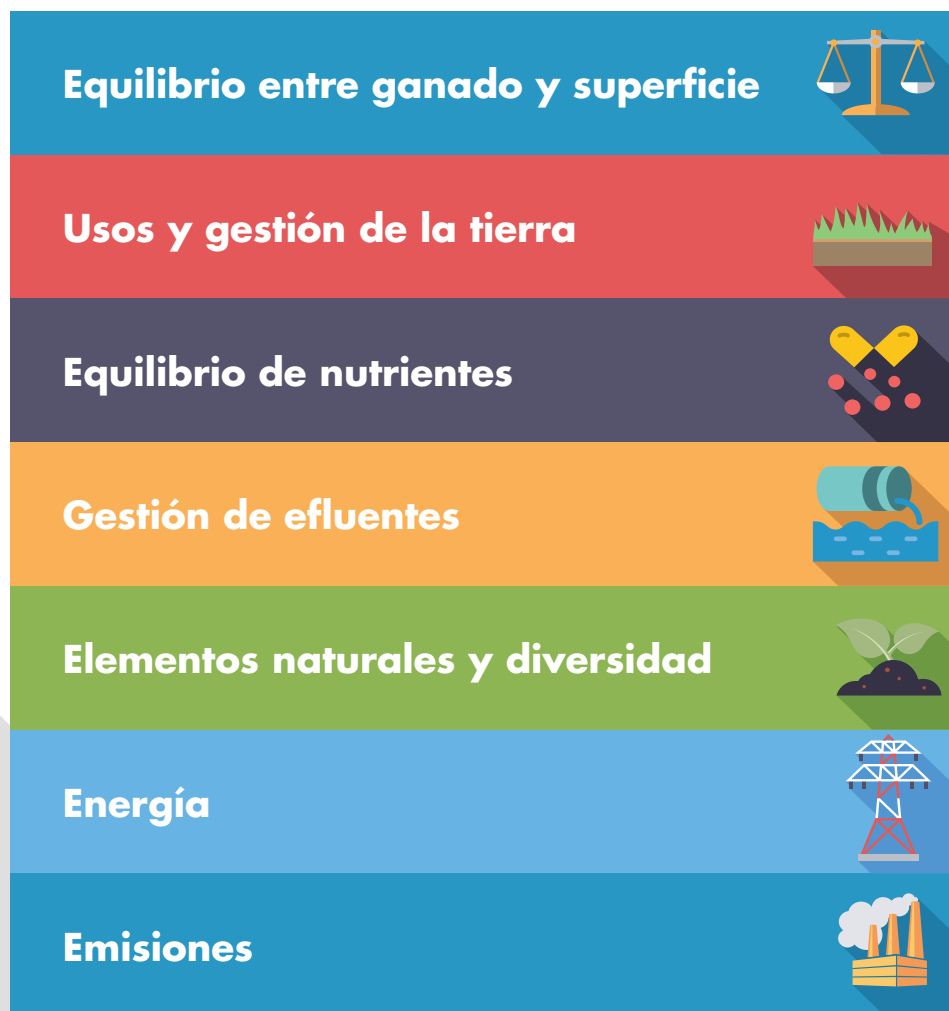 Equilibrio entre ganado y superficie
Usos y gestión de la tierra
Equilibrio de nutrientes
Gestión de efluentes
Elementos naturales y diversidad
Energía
Emisiones